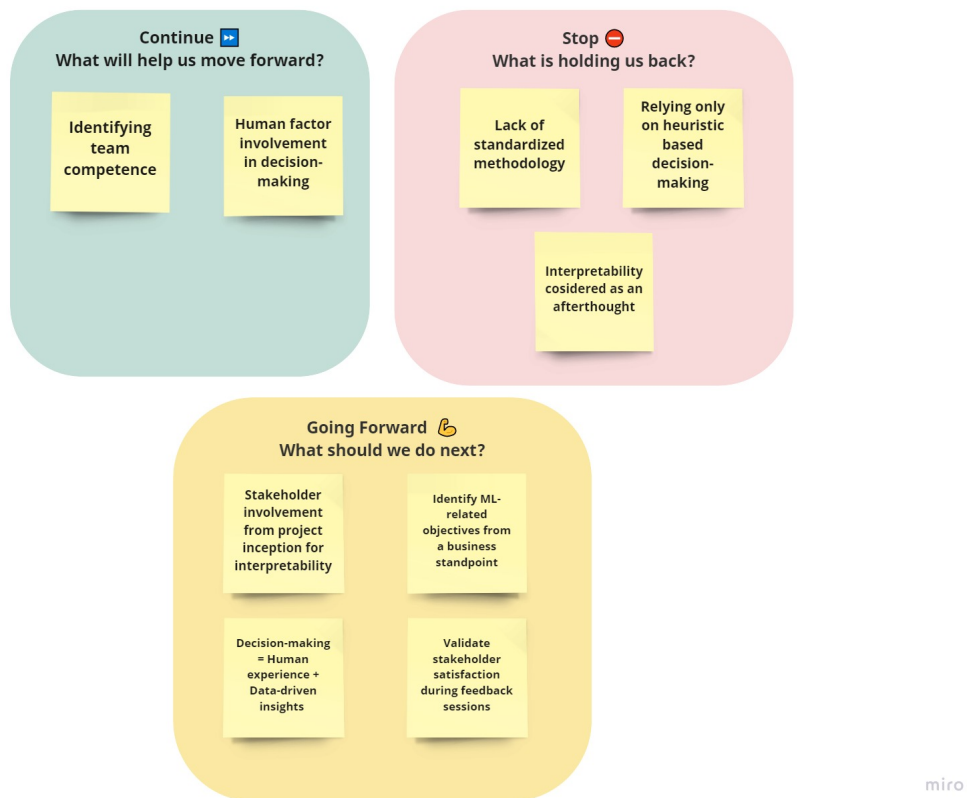 Continue ⏩
What will help us move forward?
Identifying
team
competence
Human factor
involvement
in decision-
making
Stop ⛔
What is holding us back?
Lack of
standardized
methodology
Relying only
on heuristic
based
decision-
making
Interpretability
cosidered as an
afterthought
Going Forward 💪
What should we do next?
Stakeholder
involvement
from project
inception for
interpretability
Identify ML-
related
objectives from
a business
standpoint
Decision-making
= Human
experience +
Data-driven
insights
Validate
stakeholder
satisfaction
during feedback
sessions
miro